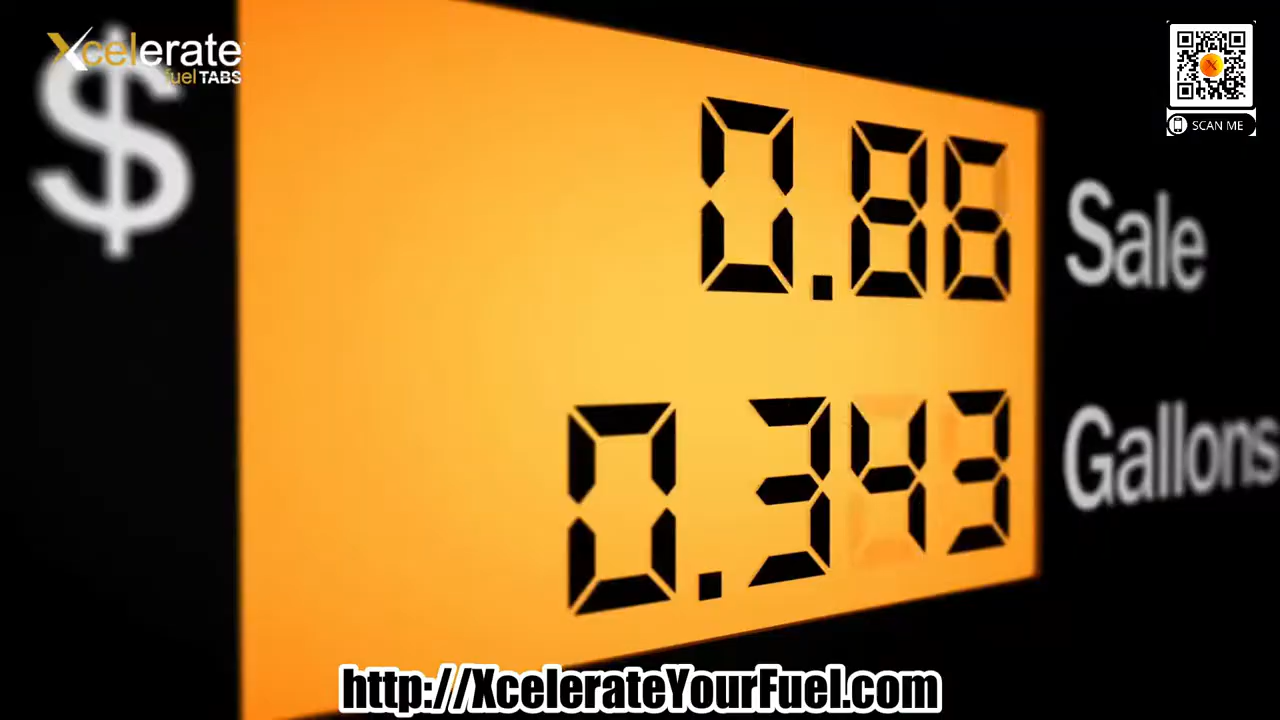 Xcelerate
fuel TABS
$
0.86
Sale
0.343
Gallons
SCAN ME
http://XcelerateYourFuel.com